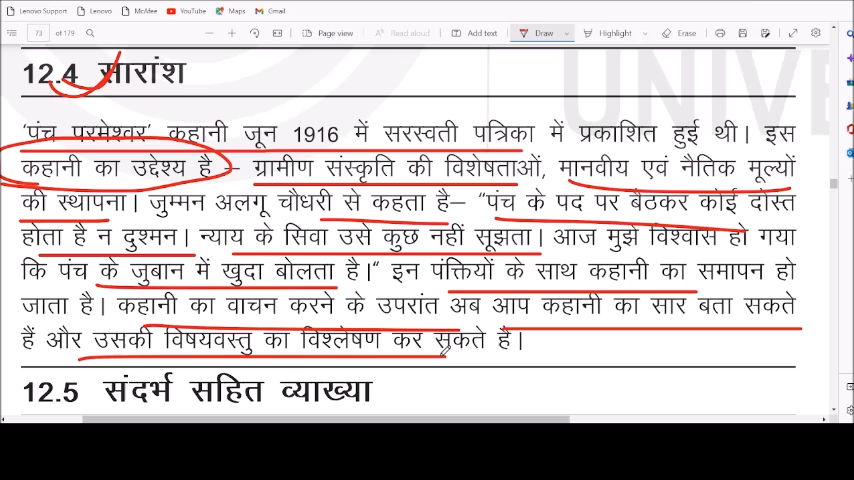 Lenovo Support Lenovo McAfee YouTube Maps Gmail
73 of 179 Page view Read aloud Add text Draw Highlight Erase
12.4 सारांश
UNIVE
'पंच परमेश्वर' कहानी जून 1916 में सरस्वती पत्रिका में प्रकाशित हुई थी। इस
कहानी का उद्देश्य है – ग्रामीण संस्कृति की विशेषताओं, मानवीय एवं नैतिक मूल्यों
की स्थापना। जुम्मन अलगू चौधरी से कहता है– "पंच के पद पर बैठकर कोई दोस्त
होता है न दुश्मन। न्याय के सिवा उसे कुछ नहीं सूझता। आज मुझे विश्वास हो गया
कि पंच के जुबान में खुदा बोलता है।" इन पंक्तियों के साथ कहानी का समापन हो
जाता है। कहानी का वाचन करने के उपरांत अब आप कहानी का सार बता सकते
हैं और उसकी विषयवस्तु का विश्लेषण कर सकते है।
12.5 संदर्भ सहित व्याख्या